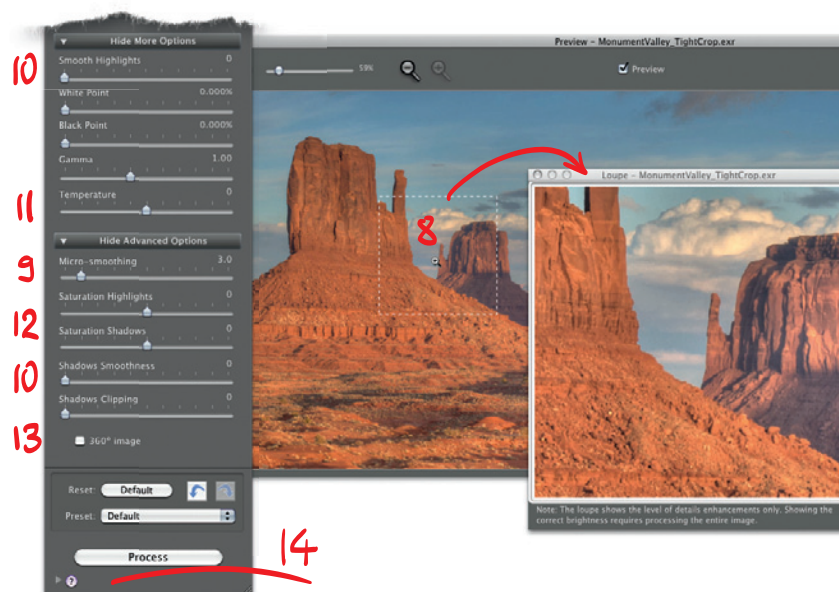 Hide More Options
10
Smooth Highlights 0
White Point 0.000%
Black Point 0.000%
Gamma 1.00
11
Temperature 0
Hide Advanced Options
9
Micro-smoothing 3.0
Saturation Highlights 0
12
Saturation Shadows 0
10
Shadows Smoothness 0
Shadows Clipping 0
13
360° image
Reset: Default
Preset: Default
Process
14
?
Preview – MonumentValley_TightCrop.exr
59%
Preview
8
Loupe – MonumentValley_TightCrop.exr
Note: The loupe shows the level of details enhancements only. Showing the
correct brightness requires processing the entire image.